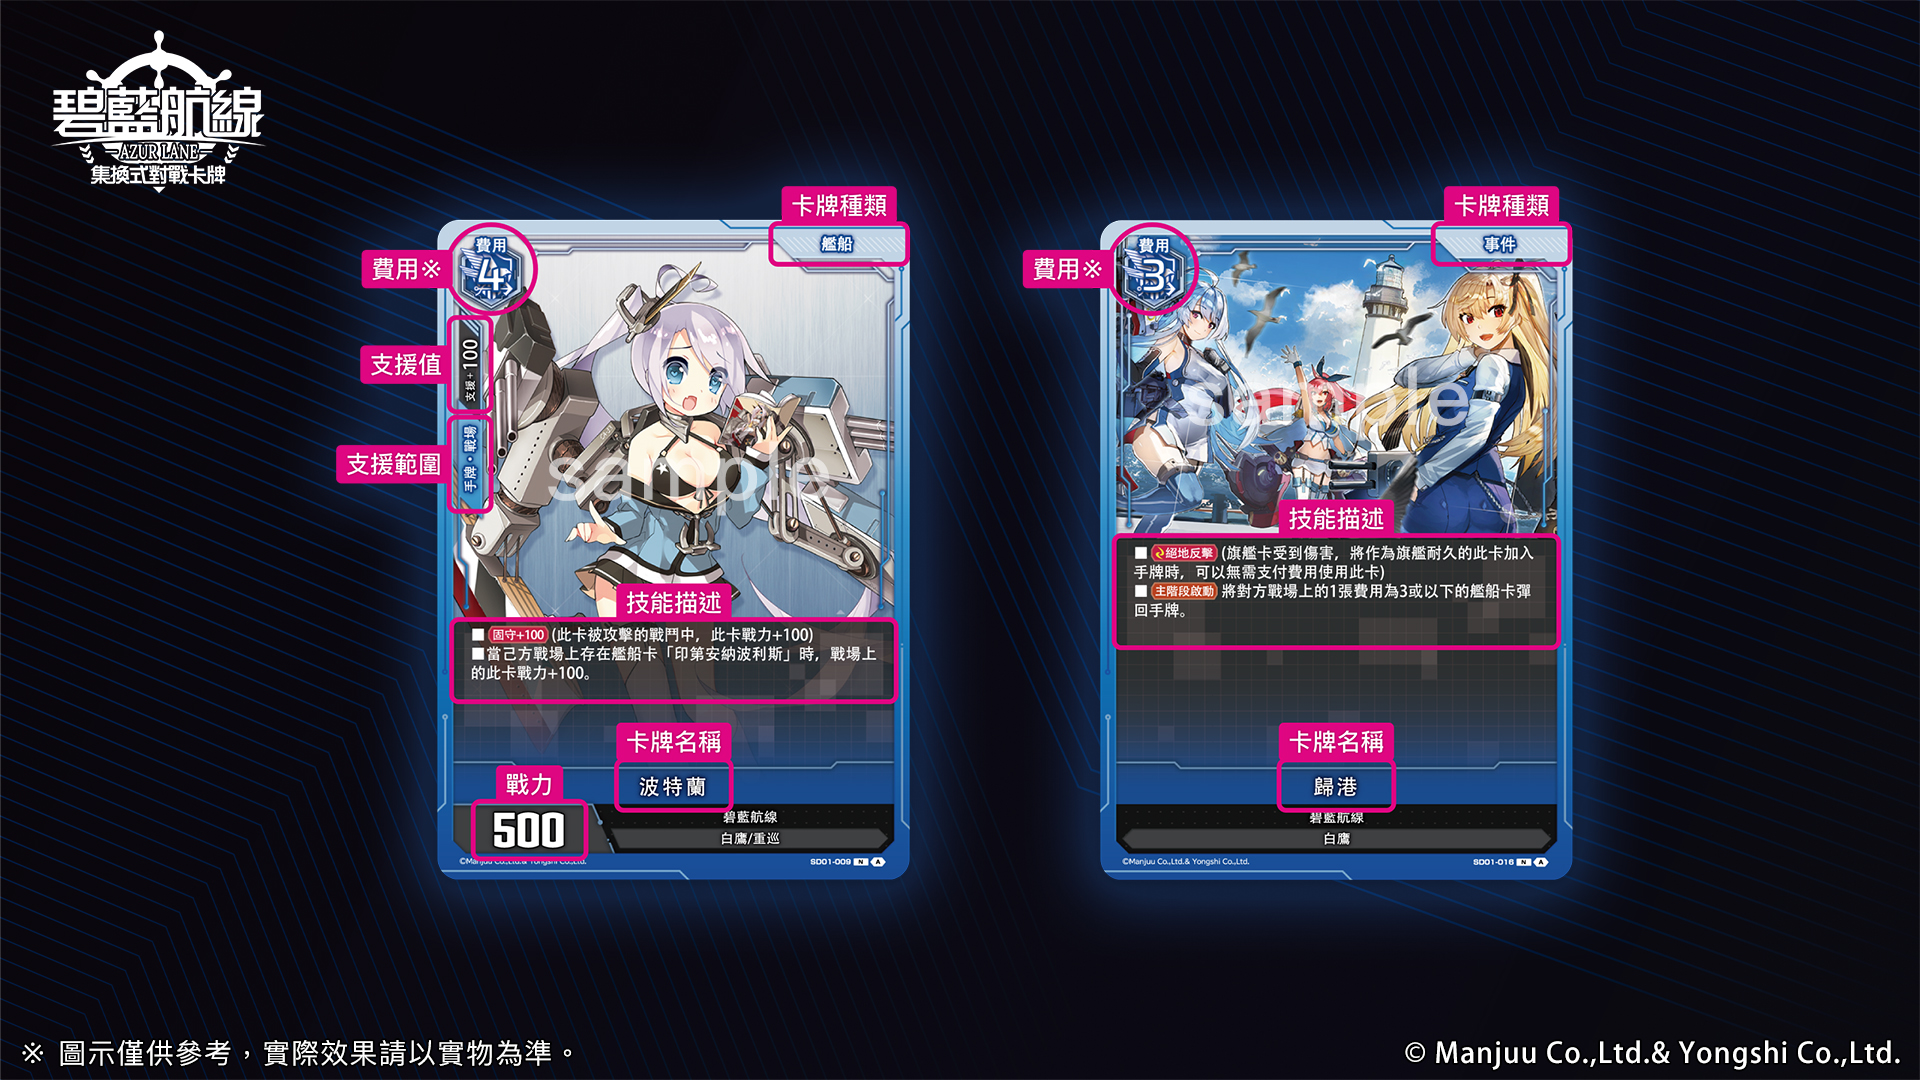 碧藍航線
AZUR LANE
集換式對戰卡牌
卡牌種類
艦船
費用※
費用
4
支援值
支援+100
支援範圍
手牌・戰場
sample
技能描述
■ 固守+100 (此卡被攻擊的戰鬥中，此卡戰力+100)
■當己方戰場上存在艦船卡「印第安納波利斯」時，戰場上
的此卡戰力+100。
卡牌名稱
波特蘭
戰力
500
碧藍航線
白鷹/重巡
©Manjuu Co.,Ltd.& Yongshi Co.,Ltd.
SD01-009 N A
卡牌種類
事件
費用※
費用
3
sample
技能描述
■ 絕地反擊 (旗艦卡受到傷害，將作為旗艦耐久的此卡加入
手牌時，可以無需支付費用使用此卡)
■ 主階段啟動 將對方戰場上的1張費用為3或以下的艦船卡彈
回手牌。
卡牌名稱
歸港
碧藍航線
白鷹
©Manjuu Co.,Ltd.& Yongshi Co.,Ltd.
SD01-016 N A
※ 圖示僅供參考，實際效果請以實物為準。
© Manjuu Co.,Ltd.& Yongshi Co.,Ltd.